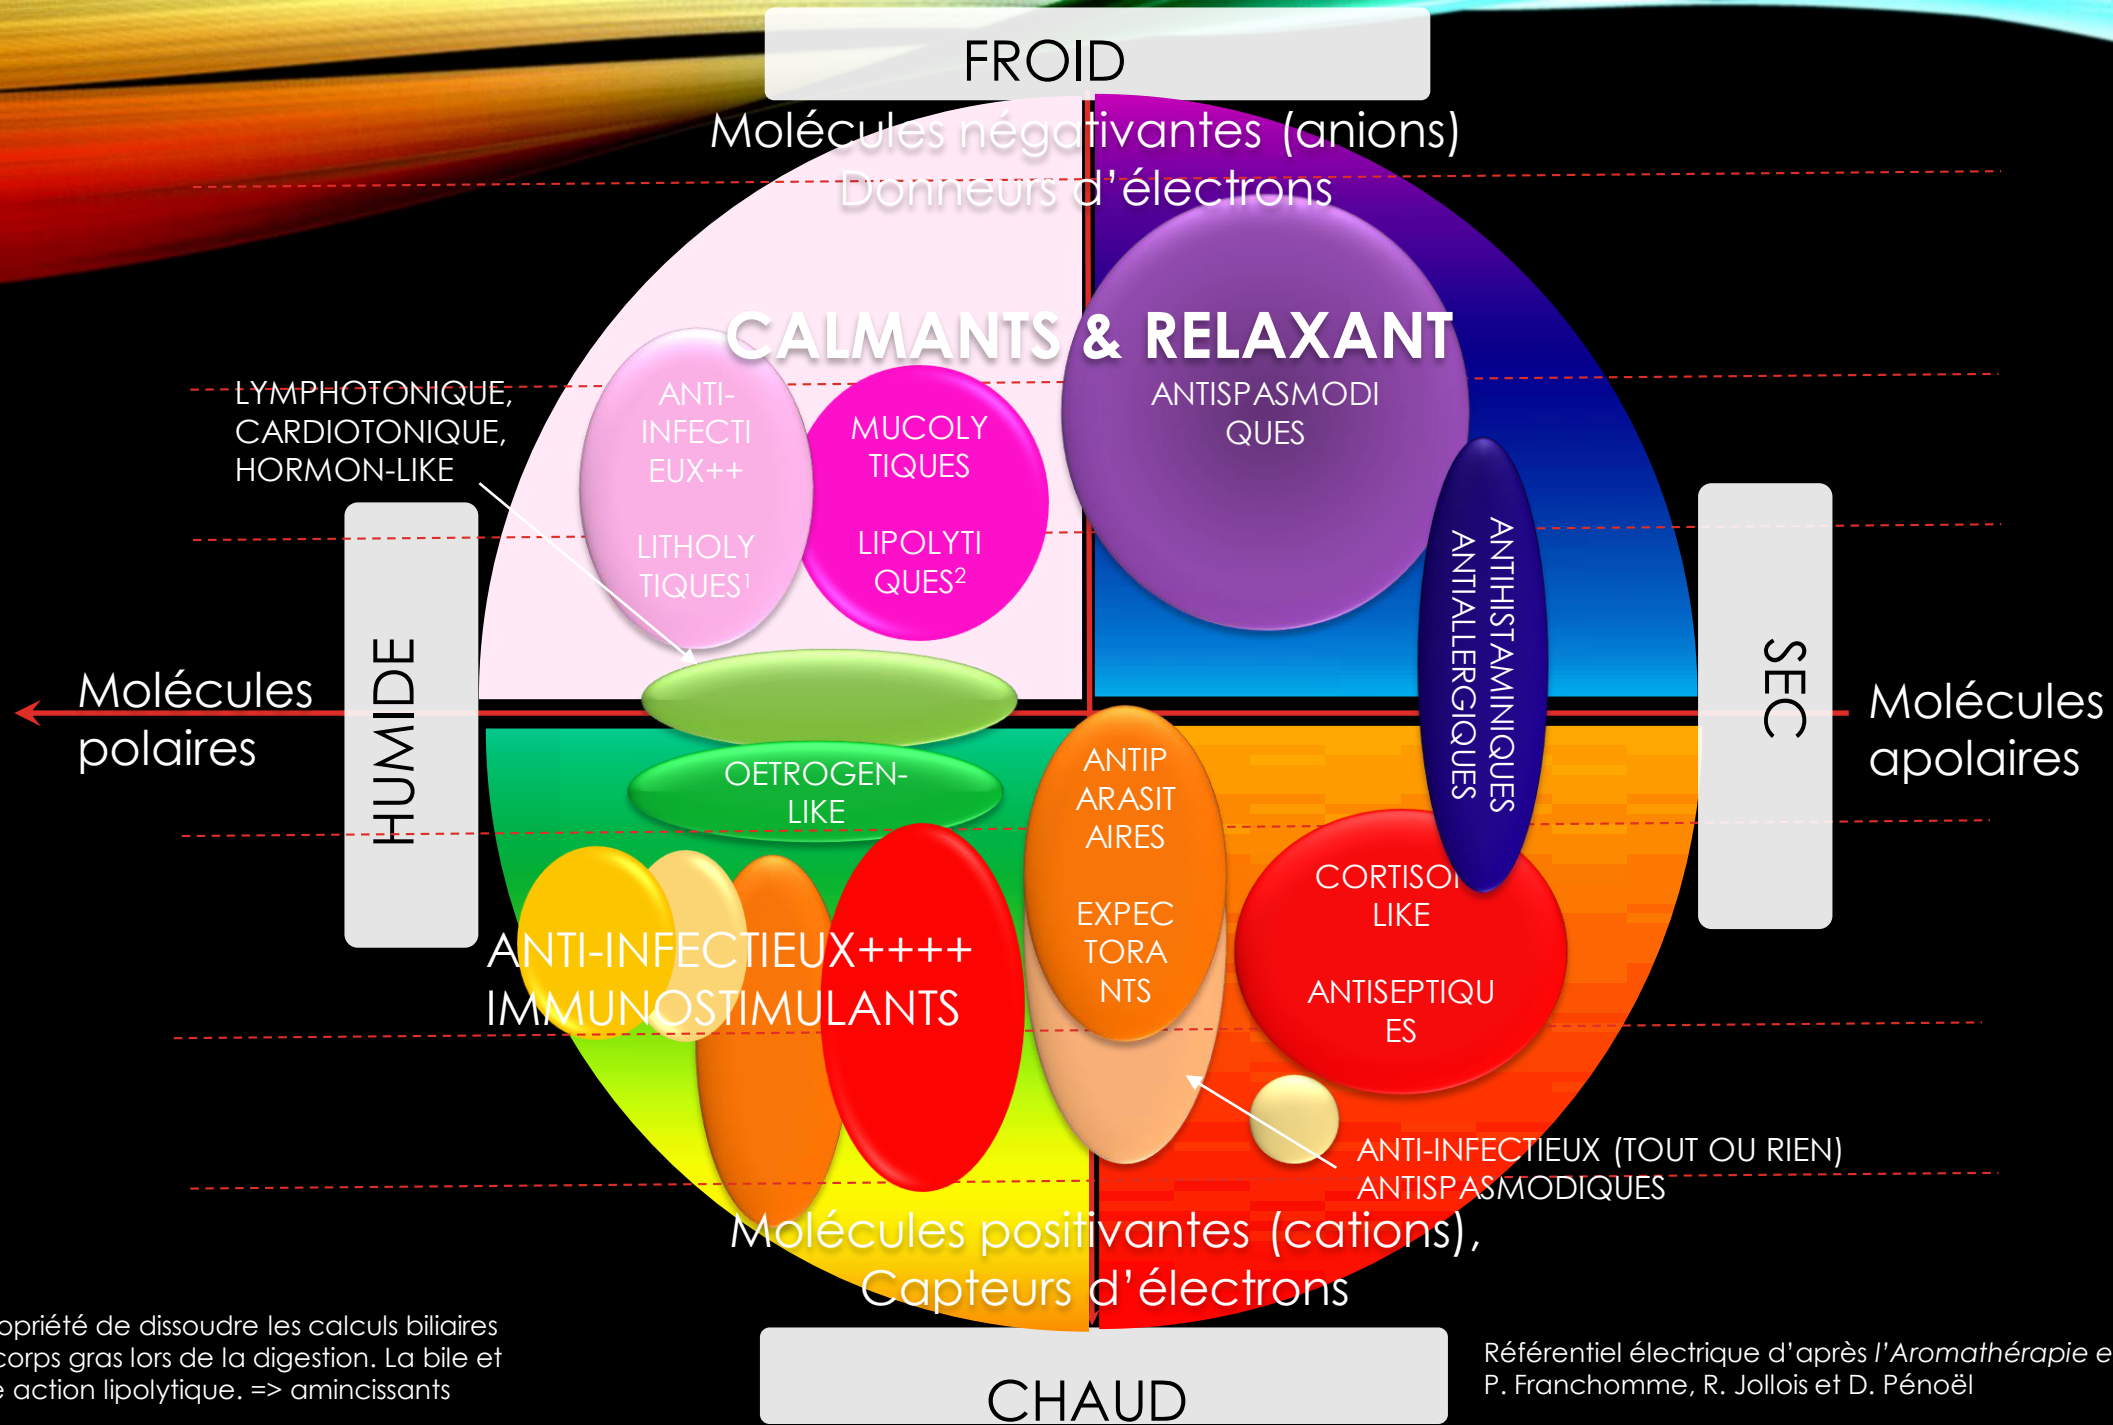 FROID
Molécules négativantes (anions)
Donneurs d’électrons
CALMANTS & RELAXANT
LYMPHOTONIQUE,
CARDIOTONIQUE,
HORMON-LIKE
ANTI-
INFECTI
EUX++
LITHOLY
TIQUES¹
MUCOLY
TIQUES
LIPOLYTI
QUES²
ANTISPASMODI
QUES
ANTIHISTAMINIQUES
ANTIALLERGIQUES
HUMIDE
SEC
Molécules
polaires
Molécules
apolaires
OETROGEN-
LIKE
ANTIP
ARASIT
AIRES
EXPEC
TORA
NTS
CORTISO
LIKE
ANTISEPTIQU
ES
ANTI-INFECTIEUX++++
IMMUNOSTIMULANTS
ANTI-INFECTIEUX (TOUT OU RIEN)
ANTISPASMODIQUES
Molécules positivantes (cations),
Capteurs d’électrons
opriété de dissoudre les calculs biliaires
corps gras lors de la digestion. La bile et
e action lipolytique. => amincissants
CHAUD
Référentiel électrique d’après l’Aromathérapie e
P. Franchomme, R. Jollois et D. Pénoël